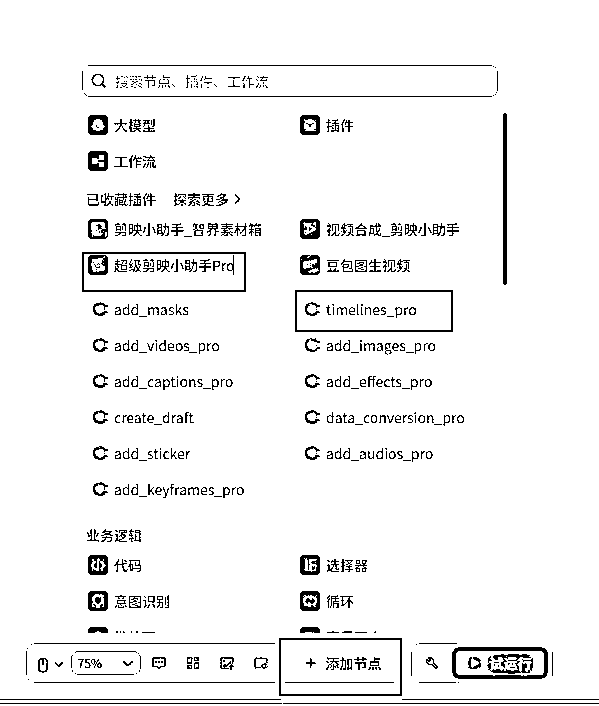 搜索节点、插件、工作流
大模型 插件
工作流
已收藏插件 探索更多
剪映小助手_智界素材箱 视频合成_剪映小助手
超级剪映小助手Pro 豆包图生视频
add_masks timelines_pro
add_videos_pro add_images_pro
add_captions_pro add_effects_pro
create_draft data_conversion_pro
add_sticker add_audios_pro
add_keyframes_pro
业务逻辑
代码 选择器
意图识别 循环
75% + 添加节点 试运行